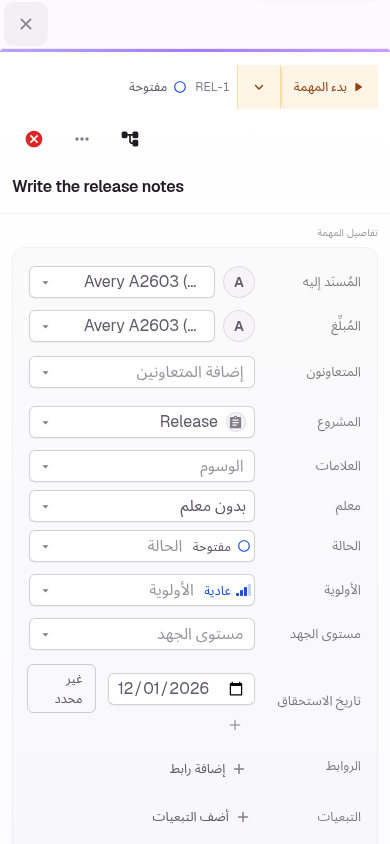 بدء المهمة
REL-1
مفتوحة
Write the release notes
تفاصيل المهمة
المُسنَد إليه
A
Avery A2603 (...
المُبلِّغ
A
Avery A2603 (...
المتعاونون
إضافة المتعاونين
المشروع
Release
العلامات
الوسوم
معلم
بدون معلم
الحالة
مفتوحة
الحالة
الأولوية
عادية
الأولوية
مستوى الجهد
مستوى الجهد
تاريخ الاستحقاق
12/01/2026
غير
محدد
الروابط
إضافة رابط
التبعيات
أضف التبعيات